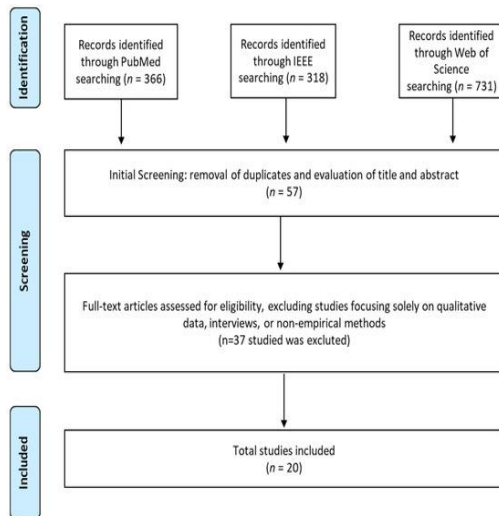 Identification
Records identified
through PubMed
searching (n = 366)
Records identified
through IEEE
searching (n = 318)
Records identified
through Web of
Science
searching (n = 731)
Screening
Initial Screening: removal of duplicates and evaluation of title and abstract
(n = 57)
Full-text articles assessed for eligibility, excluding studies focusing solely on qualitative
data, interviews, or non-empirical methods
(n=37 studied was excluted)
Included
Total studies included
(n = 20)